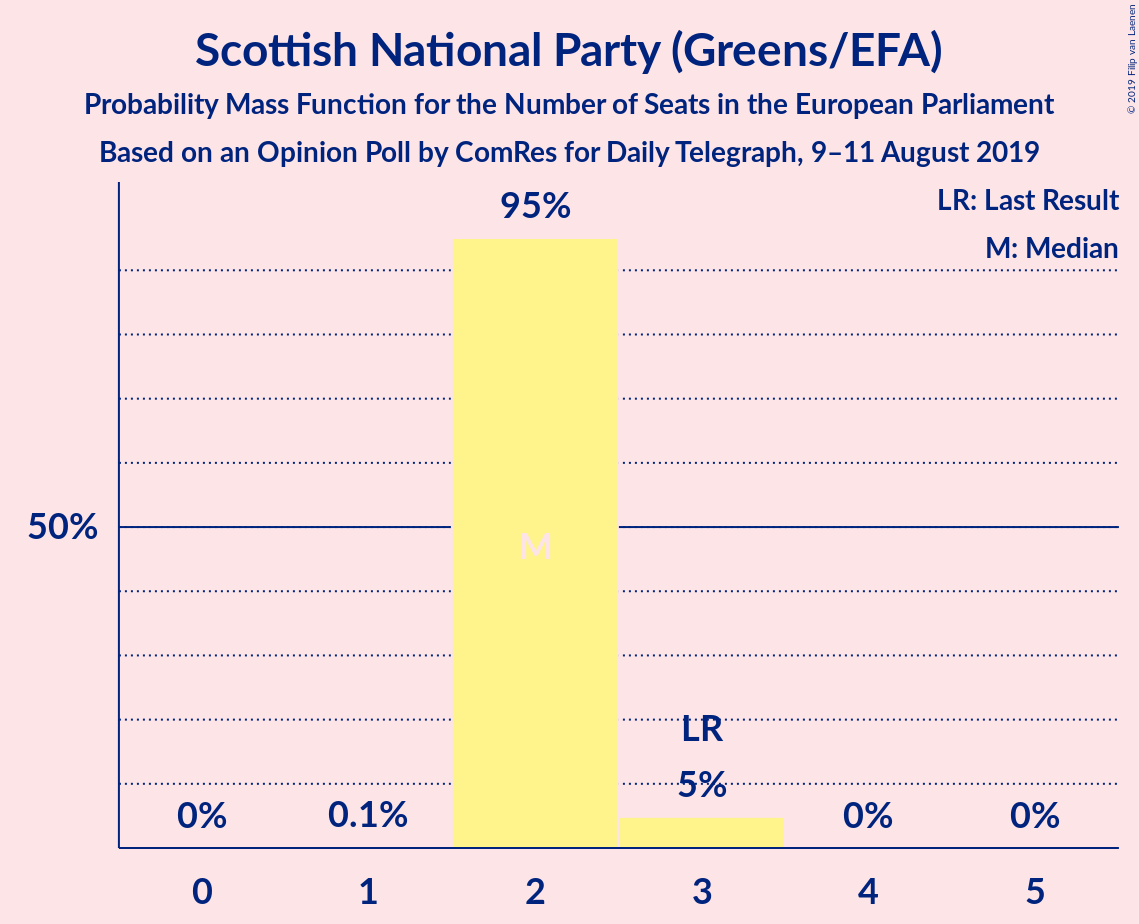 Scottish National Party (Greens/EFA)
Probability Mass Function for the Number of Seats in the European Parliament
Based on an Opinion Poll by ComRes for Daily Telegraph, 9–11 August 2019
© 2019 Filip van Laenen
LR: Last Result
M: Median
95%
50%
M
LR
5%
0%
0.1%
0%
0%
0
1
2
3
4
5